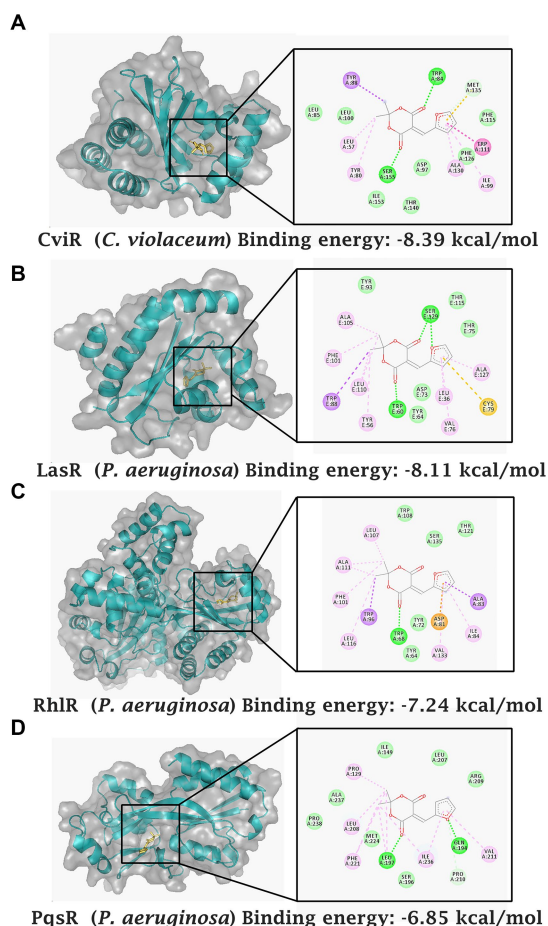 A
TYR A:88
TRP A:84
MET A:135
LEU A:85
LEU A:100
PHE A:115
LEU A:57
TRP A:111
PHE A:126
TYR A:80
SER A:155
ASP A:97
ALA A:130
ILE A:99
ILE A:153
THR A:140
CviR (C. violaceum) Binding energy: -8.39 kcal/mol
B
TYR E:93
SER E:129
THR E:115
ALA E:105
THR E:75
PHE E:101
ALA E:127
LEU E:110
ASP E:73
LEU E:36
TRP E:88
TRP E:60
CYS E:79
TYR E:56
TYR E:64
VAL E:76
LasR (P. aeruginosa) Binding energy: -8.11 kcal/mol
C
TRP A:108
LEU A:107
SER A:135
THR A:121
ALA A:111
PHE A:101
ALA A:83
TRP A:96
TYR A:72
ASP A:81
LEU A:116
TRP A:68
ILE A:84
TYR A:64
VAL A:133
RhlR (P. aeruginosa) Binding energy: -7.24 kcal/mol
D
ILE A:149
LEU A:207
PRO A:129
ARG A:209
ALA A:237
PRO A:238
LEU A:208
MET A:224
GLN A:194
PHE A:221
LEU A:197
ILE A:236
VAL A:211
SER A:196
PRO A:210
PqsR (P. aeruginosa) Binding energy: -6.85 kcal/mol